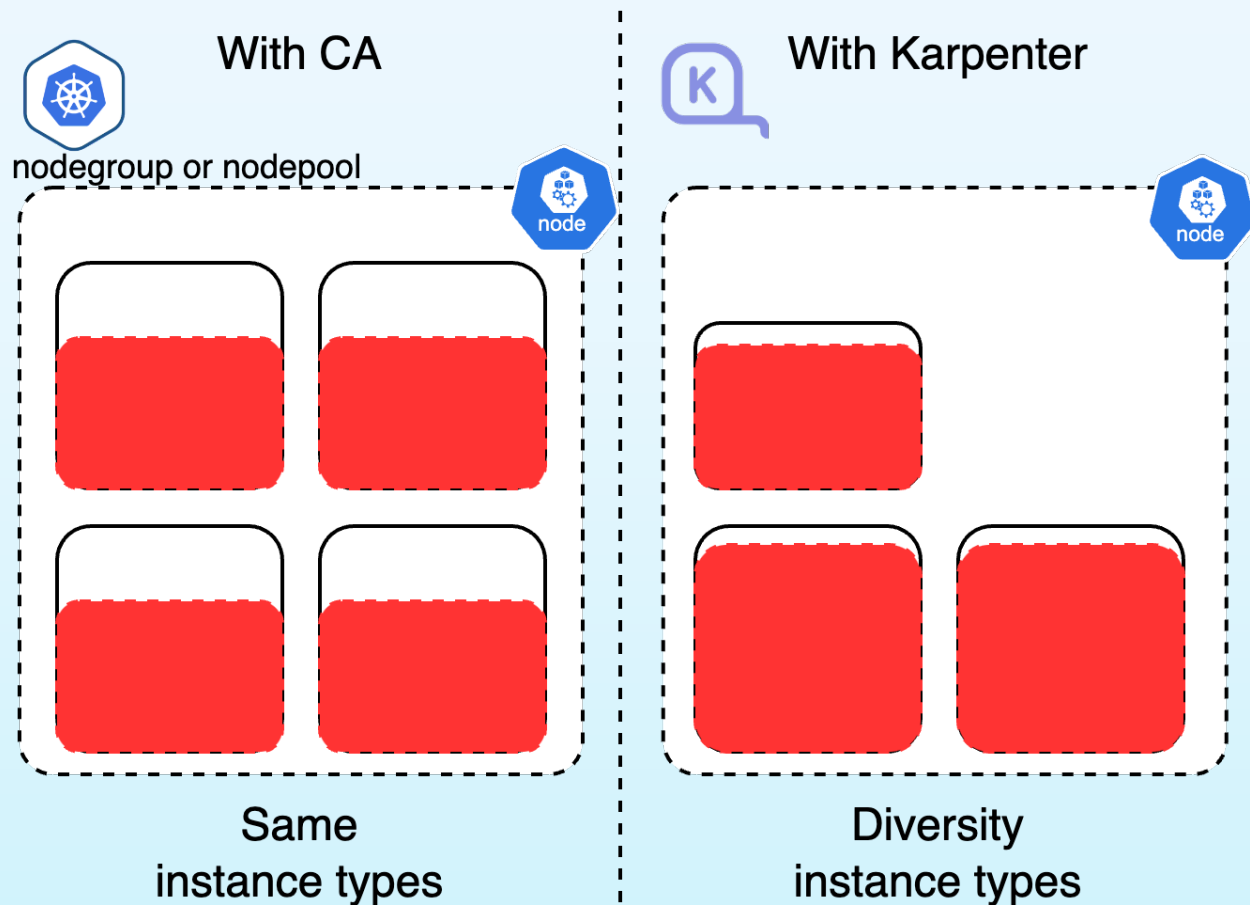 With CA
nodegroup or nodepool
node
Same
instance types
With Karpenter
K
node
Diversity
instance types